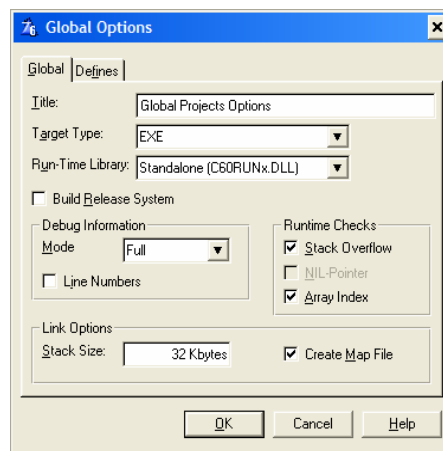 Global Options
Global Defines
Title: Global Projects Options
Target Type: EXE
Run-Time Library: Standalone (C60RUNx.DLL)
Build Release System
Debug Information
Mode Full
Line Numbers
Runtime Checks
Stack Overflow
NIL-Pointer
Array Index
Link Options
Stack Size: 32 Kbytes
Create Map File
OK Cancel Help